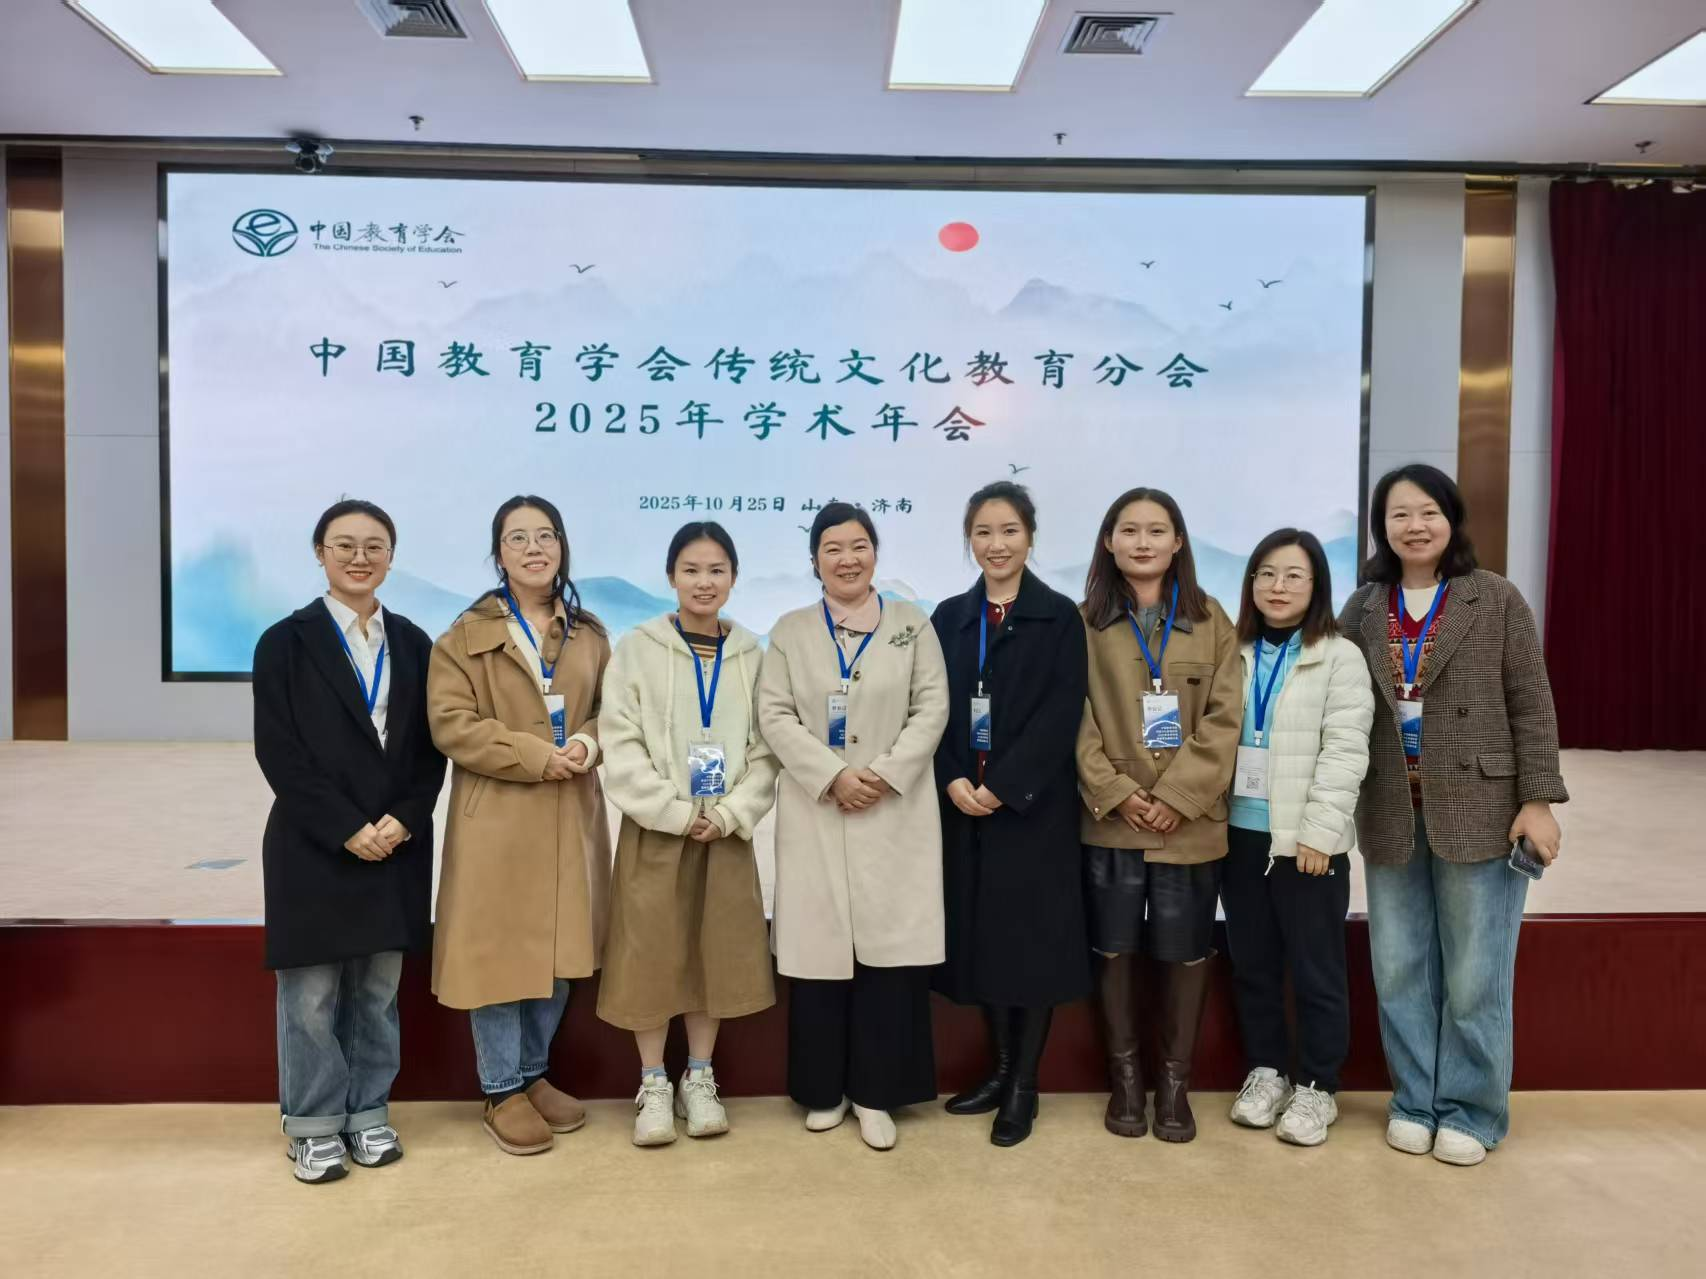 中国教育学会
The Chinese Society of Education
中国教育学会传统文化教育分会
2025年学术年会
2025年10月25日 山东·济南